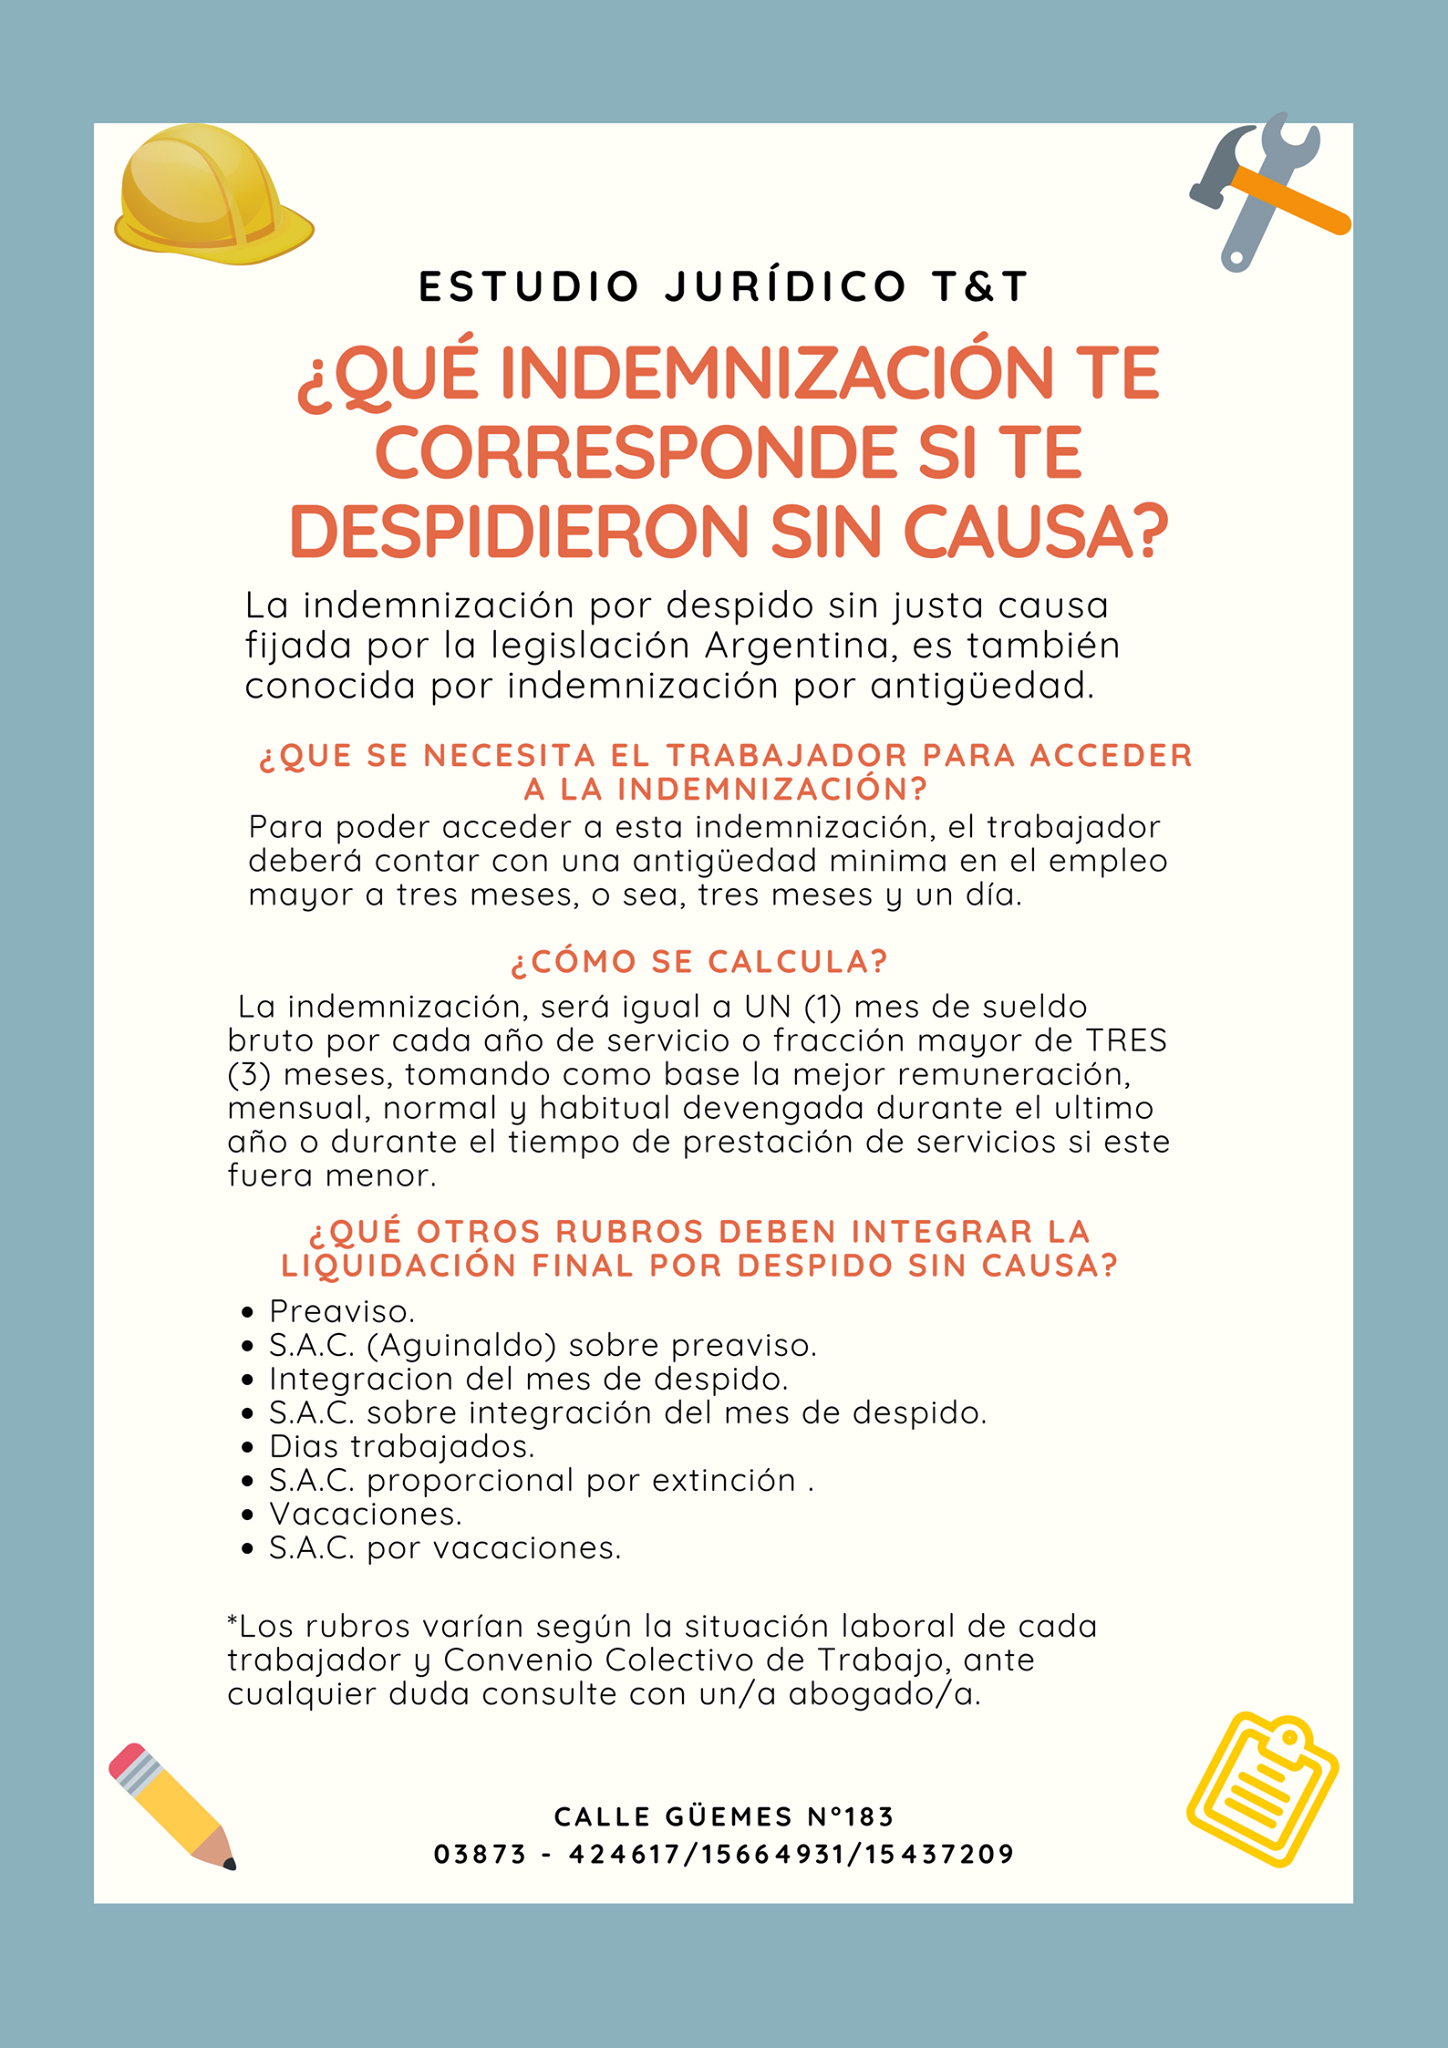 ESTUDIO JURÍDICO T&T
¿QUÉ INDEMNIZACIÓN TE
CORRESPONDE SI TE
DESPIDIERON SIN CAUSA?
La indemnización por despido sin justa causa
fijada por la legislación Argentina, es también
conocida por indemnización por antigüedad.
¿QUE SE NECESITA EL TRABAJADOR PARA ACCEDER
A LA INDEMNIZACIÓN?
Para poder acceder a esta indemnización, el trabajador
deberá contar con una antigüedad minima en el empleo
mayor a tres meses, o sea, tres meses y un día.
¿CÓMO SE CALCULA?
La indemnización, será igual a UN (1) mes de sueldo
bruto por cada año de servicio o fracción mayor de TRES
(3) meses, tomando como base la mejor remuneración,
mensual, normal y habitual devengada durante el ultimo
año o durante el tiempo de prestación de servicios si este
fuera menor.
¿QUÉ OTROS RUBROS DEBEN INTEGRAR LA
LIQUIDACIÓN FINAL POR DESPIDO SIN CAUSA?
• Preaviso.
• S.A.C. (Aguinaldo) sobre preaviso.
• Integracion del mes de despido.
• S.A.C. sobre integración del mes de despido.
• Dias trabajados.
• S.A.C. proporcional por extinción .
• Vacaciones.
• S.A.C. por vacaciones.
*Los rubros varían según la situación laboral de cada
trabajador y Convenio Colectivo de Trabajo, ante
cualquier duda consulte con un/a abogado/a.
CALLE GÜEMES N°183
03873 - 424617/15664931/15437209